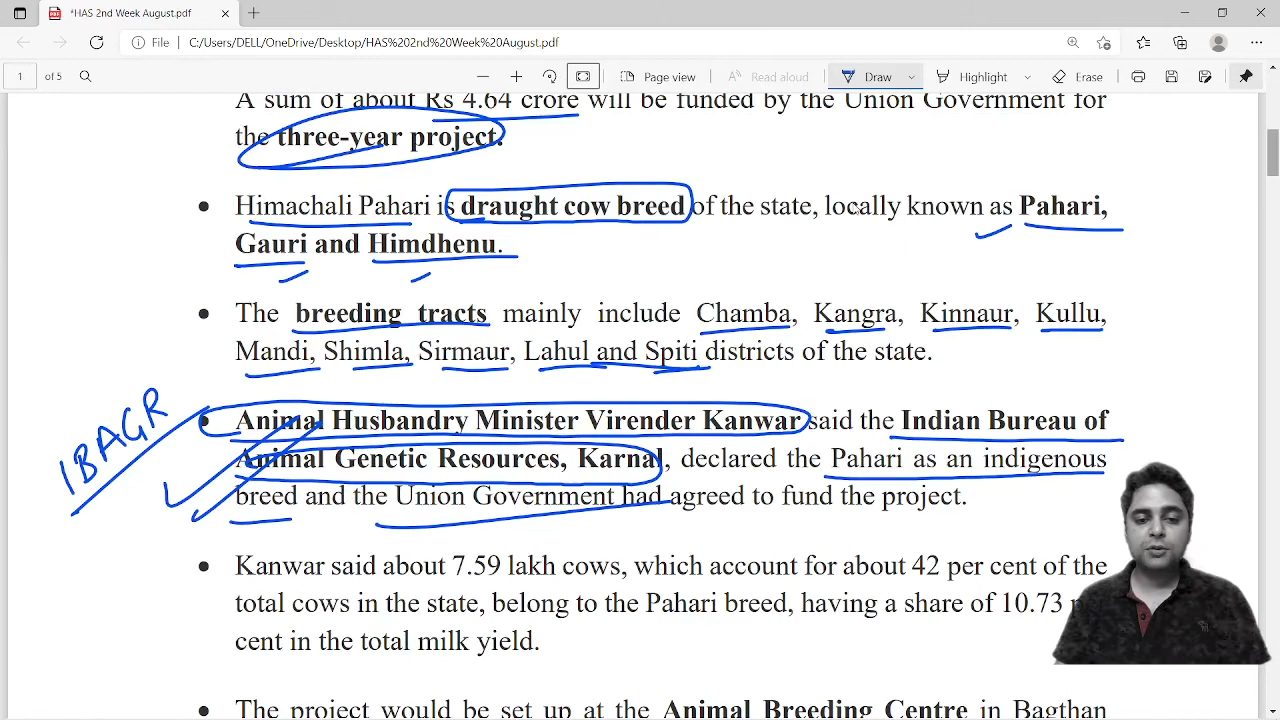 *HAS 2nd Week August.pdf
File C:/Users/DELL/OneDrive/Desktop/HAS%202nd%20Week%20August.pdf
1 of 5 Page view Read aloud Draw Highlight Erase
A sum of about Rs 4.64 crore will be funded by the Union Government for
the three-year project.
• Himachali Pahari is draught cow breed of the state, locally known as Pahari,
Gauri and Himdhenu.
• The breeding tracts mainly include Chamba, Kangra, Kinnaur, Kullu,
Mandi, Shimla, Sirmaur, Lahul and Spiti districts of the state.
• Animal Husbandry Minister Virender Kanwar said the Indian Bureau of
Animal Genetic Resources, Karnal, declared the Pahari as an indigenous
breed and the Union Government had agreed to fund the project.
IBAGR
• Kanwar said about 7.59 lakh cows, which account for about 42 per cent of the
total cows in the state, belong to the Pahari breed, having a share of 10.73
cent in the total milk yield.
• The project would be set up at the Animal Breeding Centre in Bagthan